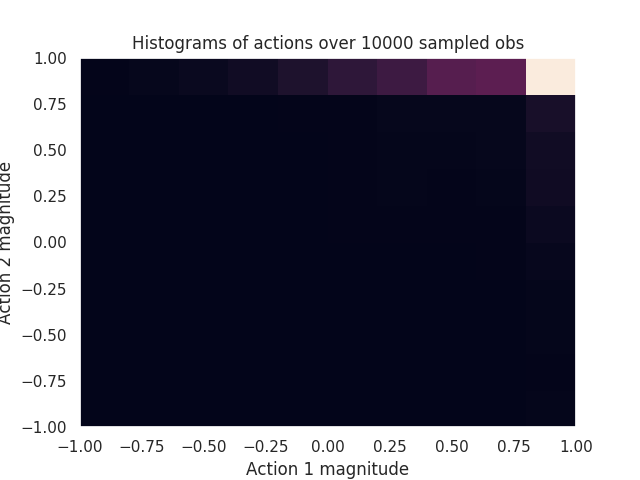 Histograms of actions over 10000 sampled obs
1.00
0.75
0.50
0.25
0.00
−0.25
−0.50
−0.75
−1.00
Action 2 magnitude
−1.00 −0.75 −0.50 −0.25 0.00 0.25 0.50 0.75 1.00
Action 1 magnitude